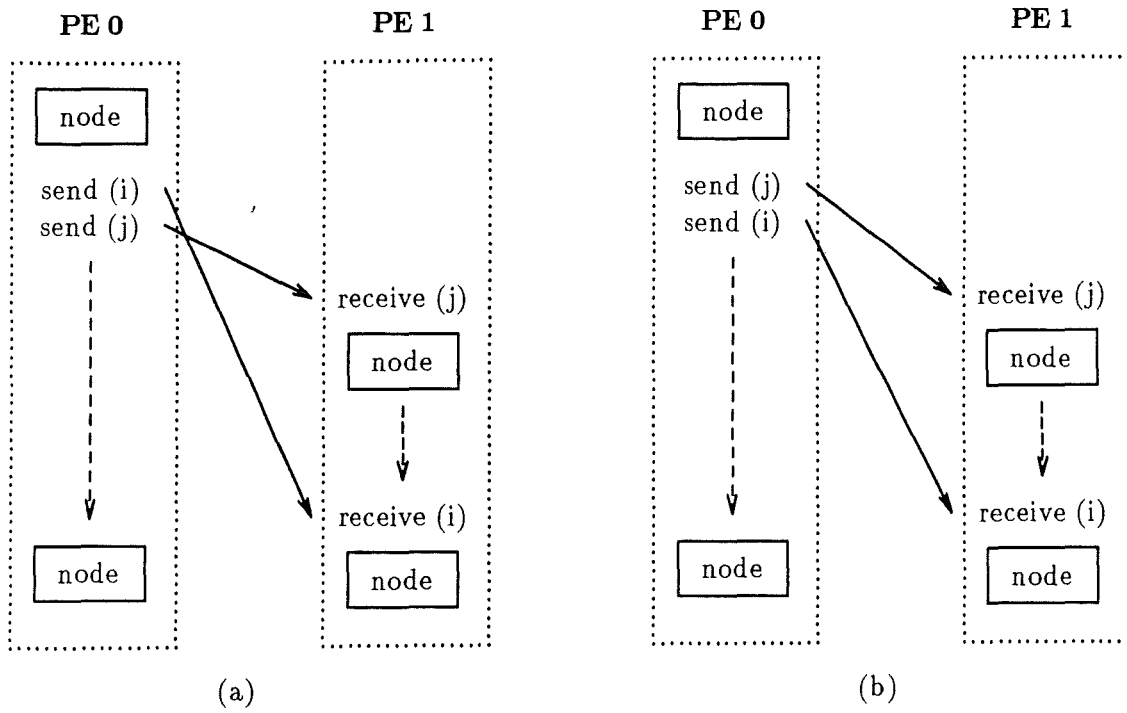 PE 0
PE 1
node
send (i)
send (j)
receive (j)
node
receive (i)
node
node
(a)
PE 0
PE 1
node
send (j)
send (i)
receive (j)
node
receive (i)
node
node
(b)